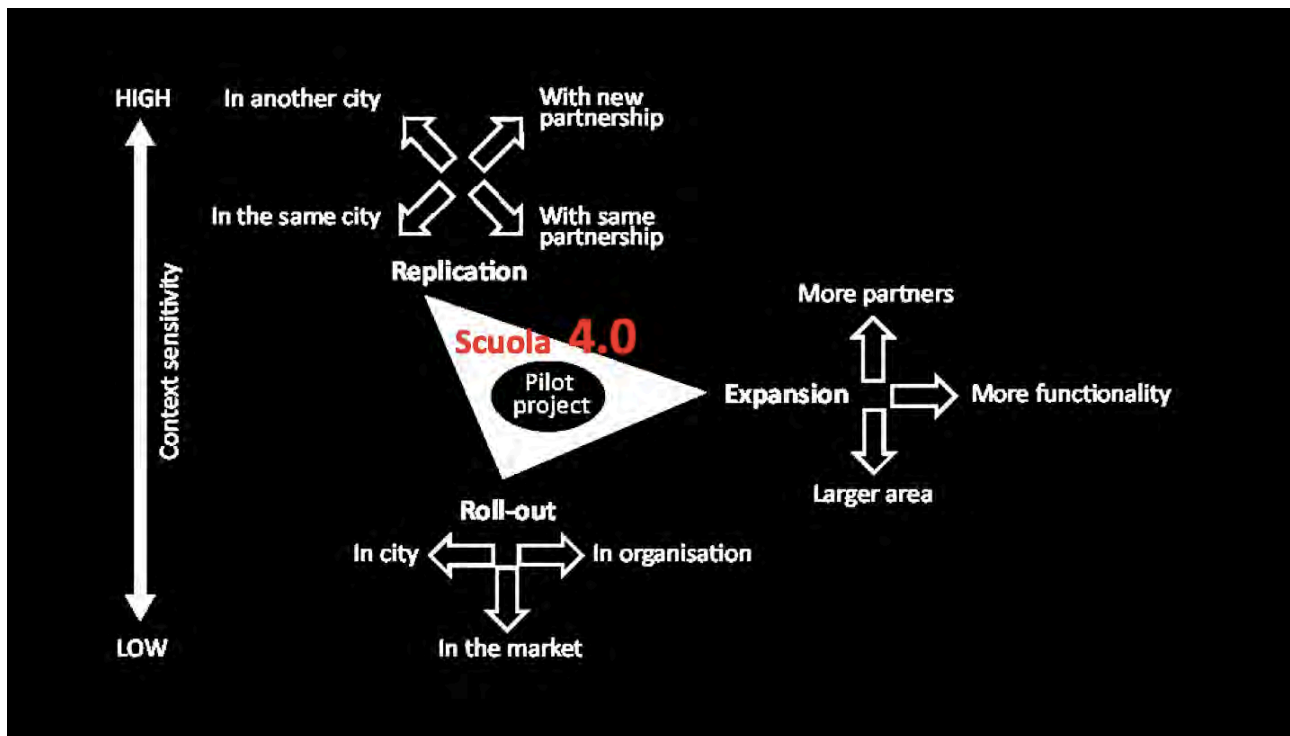 HIGH
In another city
With new
partnership
In the same city
With same
partnership
Replication
Context sensitivity
More partners
Scuola 4.0
Pilot
project
Expansion
More functionality
Larger area
Roll-out
In city
In organisation
LOW
In the market